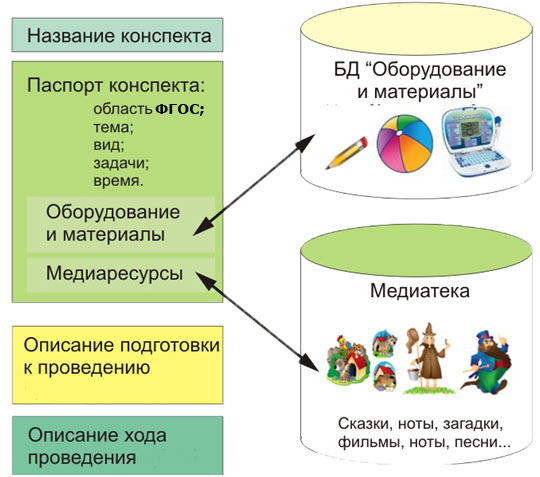 Название конспекта
Паспорт конспекта:
область ФГОС;
тема;
вид;
задачи;
время.
Оборудование
и материалы
Медиаресурсы
Описание подготовки
к проведению
Описание хода
проведения
БД “Оборудование
и материалы”
Медиатека
Сказки, ноты, загадки,
фильмы, ноты, песни...